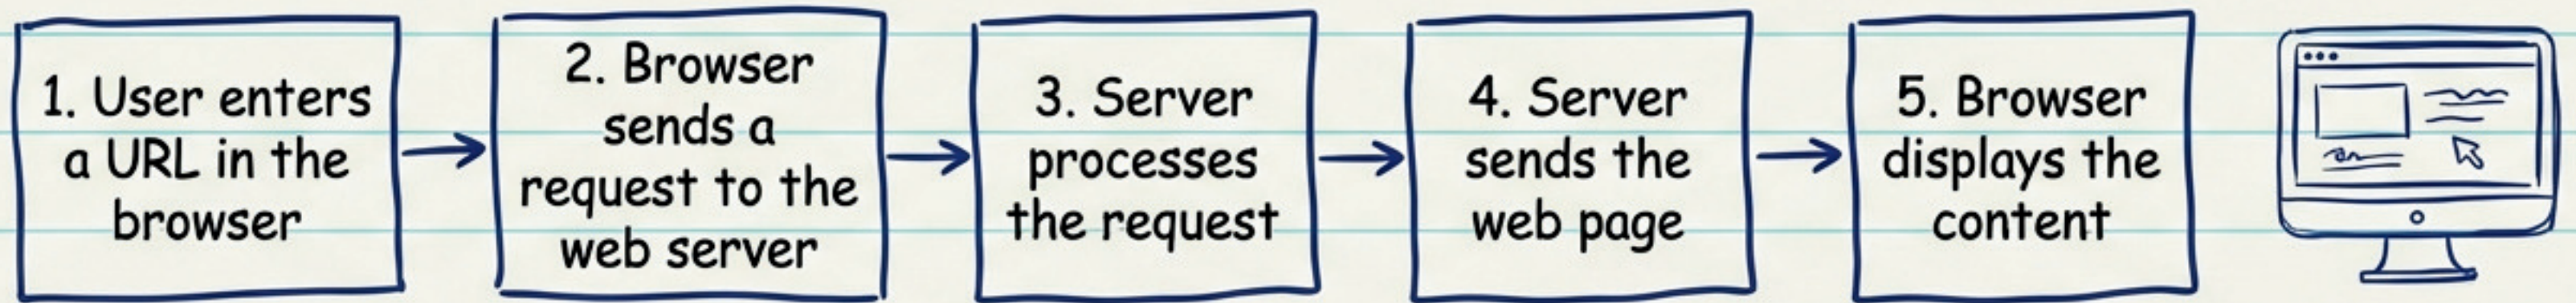 1. User enters
a URL in the
browser
2. Browser
sends a
request to the
web server
3. Server
processes
the request
4. Server
sends the
web page
5. Browser
displays the
content